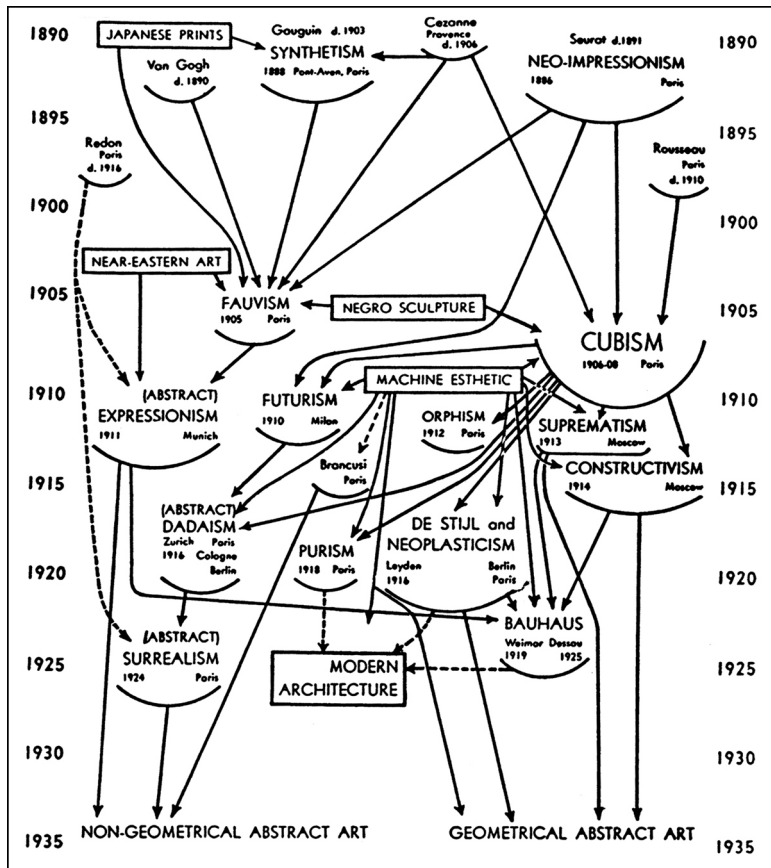 1890
JAPANESE PRINTS
Gauguin d. 1903
SYNTHETISM
1888 Pont-Aven, Paris
Cezanne
Provence
d. 1906
Seurat d.1891
NEO-IMPRESSIONISM
1886 Paris
1890
Van Gogh
d. 1890
1895
1895
Redon
Paris
d. 1916
Rousseau
Paris
d. 1910
1900
1900
NEAR-EASTERN ART
1905
FAUVISM
1905 Paris
NEGRO SCULPTURE
1905
CUBISM
1906-08 Paris
MACHINE ESTHETIC
1910
1910
(ABSTRACT)
EXPRESSIONISM
1911 Munich
FUTURISM
1910 Milan
ORPHISM
1912 Paris
SUPREMATISM
1913 Moscow
Brancusi
Paris
CONSTRUCTIVISM
1914 Moscow
1915
1915
(ABSTRACT)
DADAISM
Zurich Paris
1916 Cologne
Berlin
PURISM
1918 Paris
DE STIJL and
NEOPLASTICISM
Leyden Berlin
1916 Paris
1920
1920
BAUHAUS
Weimar Dessau
1919 1925
(ABSTRACT)
SURREALISM
1924 Paris
MODERN
ARCHITECTURE
1925
1925
1930
1930
NON-GEOMETRICAL ABSTRACT ART
GEOMETRICAL ABSTRACT ART
1935
1935